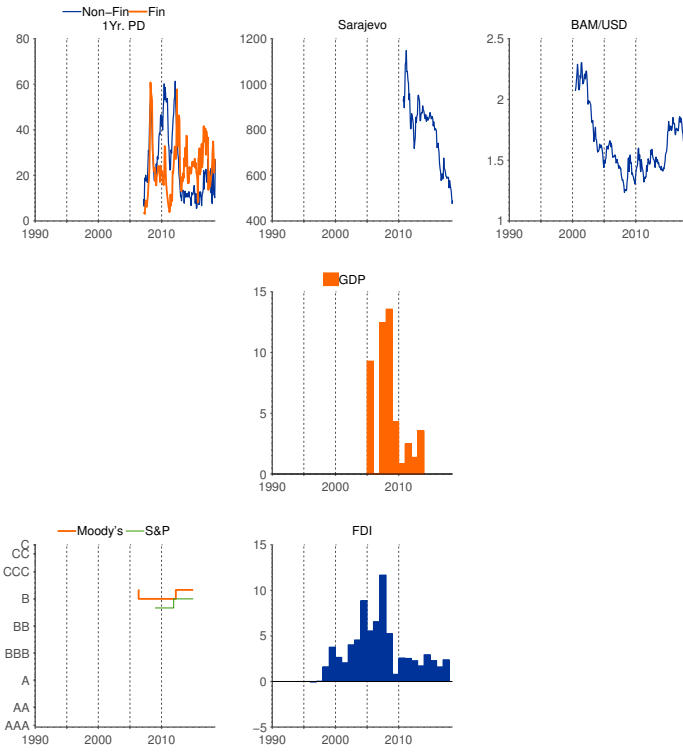 Non−Fin Fin
1Yr. PD
80
60
40
20
0
1990 2000 2010
Sarajevo
1200
1000
800
600
400
1990 2000 2010
BAM/USD
2.5
2
1.5
1
1990 2000 2010
GDP
15
10
5
0
1990 2000 2010
Moody's S&P
C
CC
CCC
B
BB
BBB
A
AA
AAA
1990 2000 2010
FDI
15
10
5
0
−5
1990 2000 2010